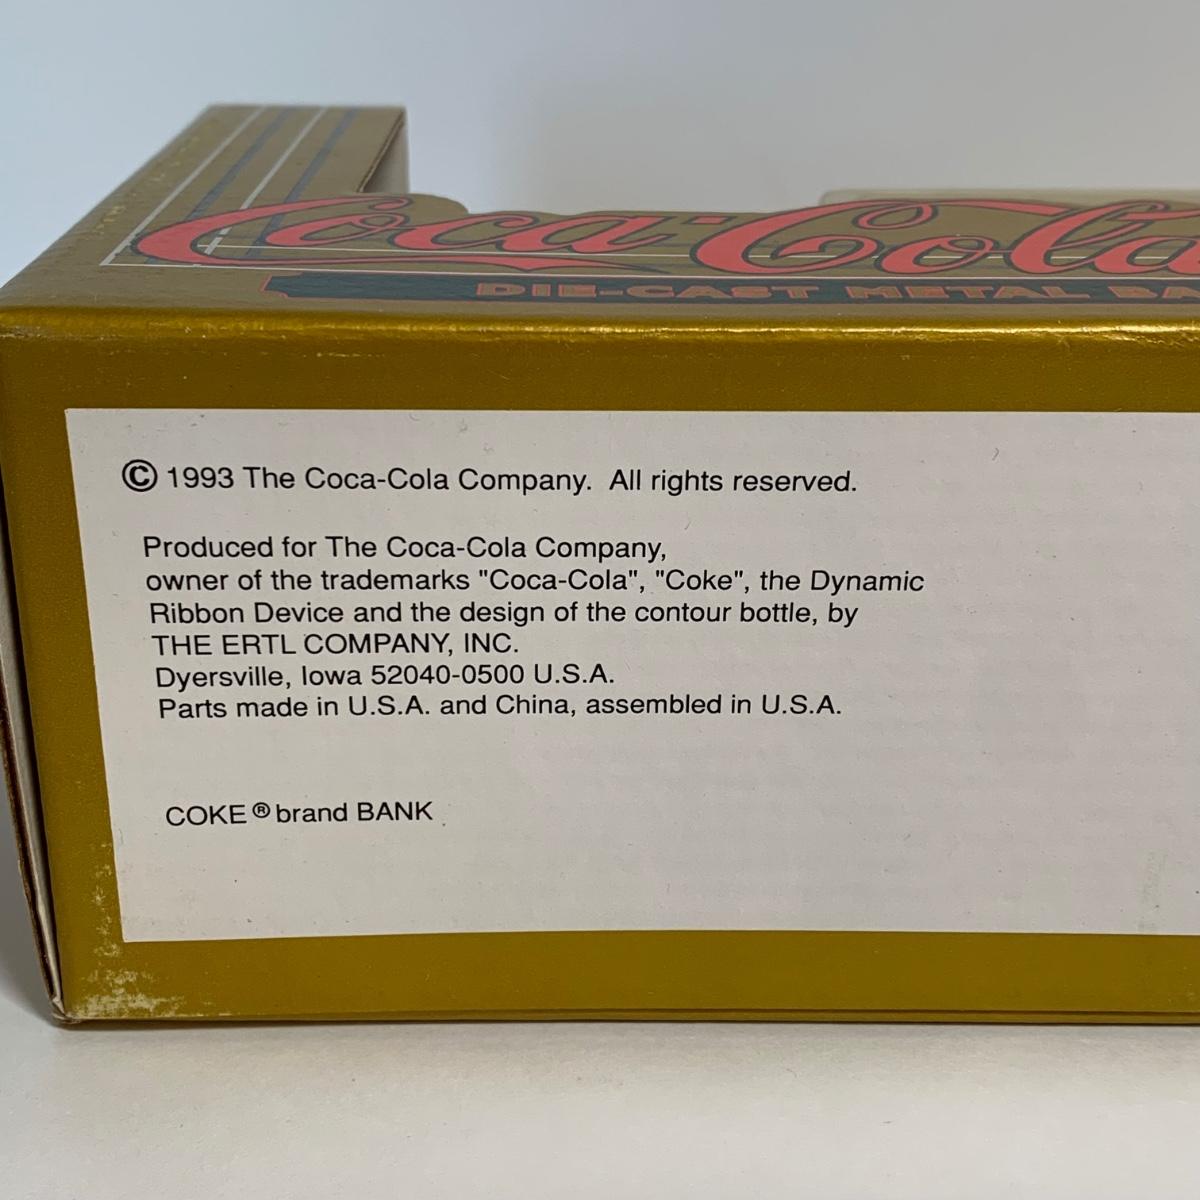 Coca-Cola
DIE-CAST METAL
© 1993 The Coca-Cola Company. All rights reserved.
Produced for The Coca-Cola Company,
owner of the trademarks "Coca-Cola", "Coke", the Dynamic
Ribbon Device and the design of the contour bottle, by
THE ERTL COMPANY, INC.
Dyersville, Iowa 52040-0500 U.S.A.
Parts made in U.S.A. and China, assembled in U.S.A.
COKE ® brand BANK